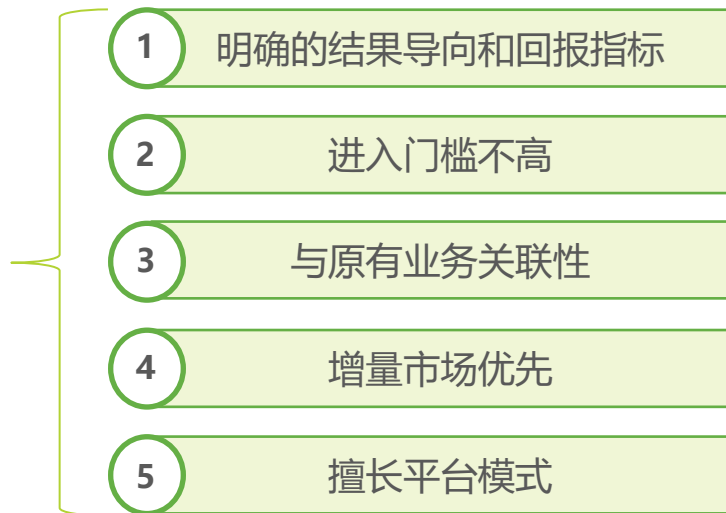 1 明确的结果导向和回报指标
2 进入门槛不高
3 与原有业务关联性
4 增量市场优先
5 擅长平台模式